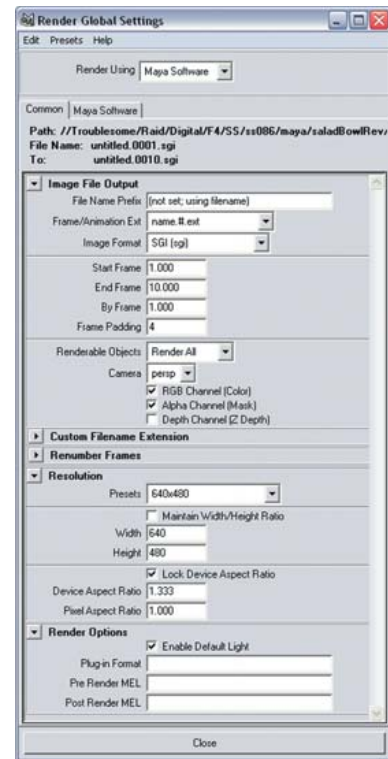 Render Global Settings
Edit Presets Help
Render Using Maya Software
Common Maya Software
Path: //Troublesome/Raid/Digital/F4/SS/ss086/maya/saladBowlRev/
File Name: untitled.0001.sgi
To: untitled.0010.sgi
Image File Output
File Name Prefix (not set; using filename)
Frame/Animation Ext name.#.ext
Image Format SGI (sgi)
Start Frame 1.000
End Frame 10.000
By Frame 1.000
Frame Padding 4
Renderable Objects Render All
Camera persp
RGB Channel (Color)
Alpha Channel (Mask)
Depth Channel (Z Depth)
Custom Filename Extension
Renumber Frames
Resolution
Presets 640x480
Maintain Width/Height Ratio
Width 640
Height 480
Lock Device Aspect Ratio
Device Aspect Ratio 1.333
Pixel Aspect Ratio 1.000
Render Options
Enable Default Light
Plug-in Format
Pre Render MEL
Post Render MEL
Close